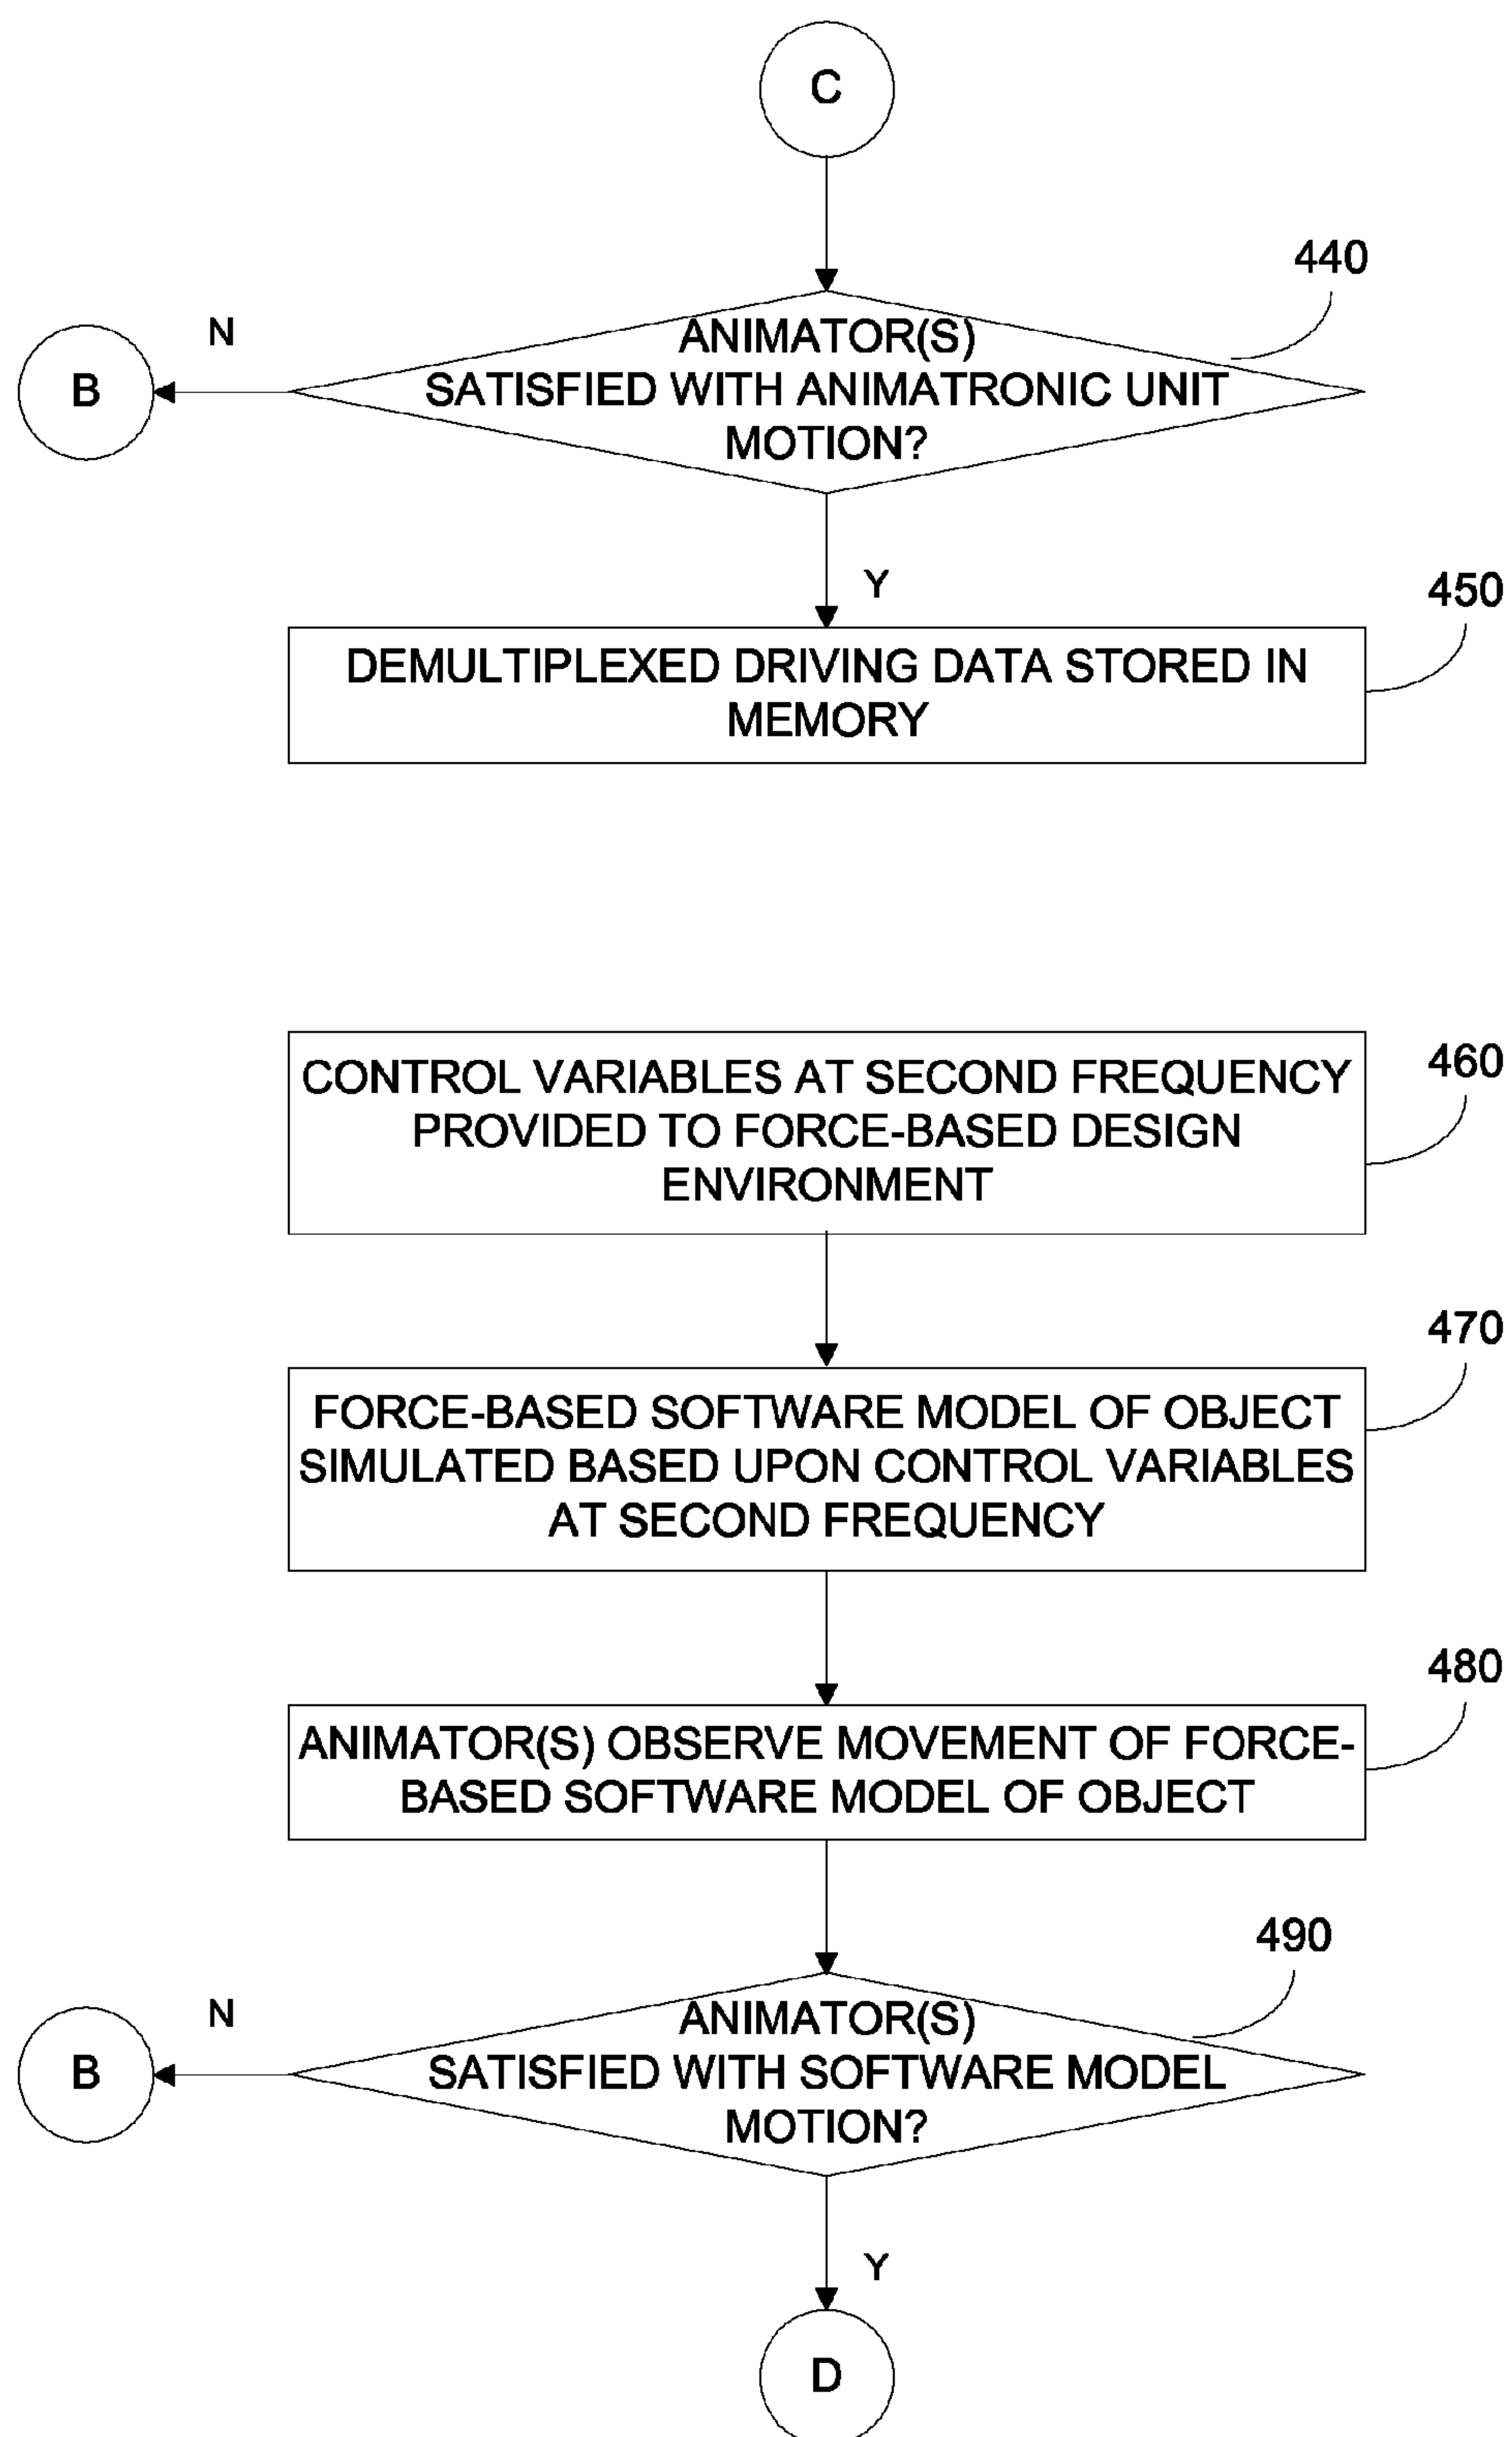 C
440
ANIMATOR(S)
SATISFIED WITH ANIMATRONIC UNIT
MOTION?
N
B
Y
450
DEMULTIPLEXED DRIVING DATA STORED IN
MEMORY
460
CONTROL VARIABLES AT SECOND FREQUENCY
PROVIDED TO FORCE-BASED DESIGN
ENVIRONMENT
470
FORCE-BASED SOFTWARE MODEL OF OBJECT
SIMULATED BASED UPON CONTROL VARIABLES
AT SECOND FREQUENCY
480
ANIMATOR(S) OBSERVE MOVEMENT OF FORCE-
BASED SOFTWARE MODEL OF OBJECT
490
ANIMATOR(S)
SATISFIED WITH SOFTWARE MODEL
MOTION?
N
B
Y
D